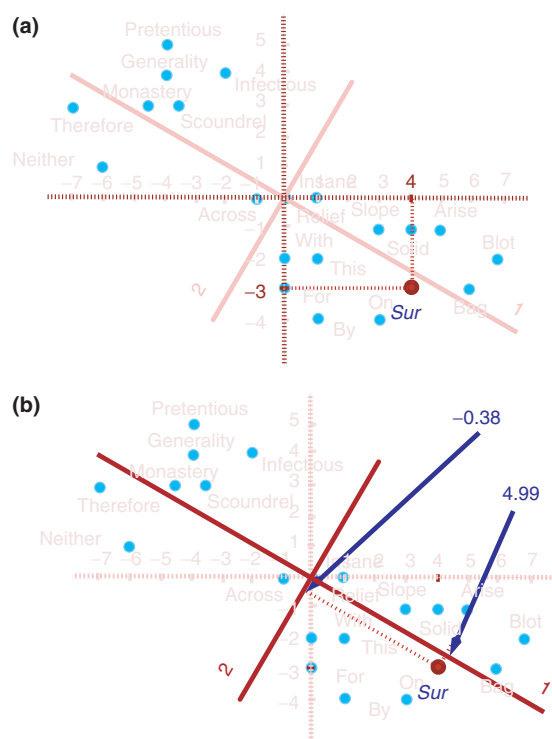 (a)
Pretentious
5
Generality
4
Monastery
Infectious
3
Therefore
Scoundrel
2
Neither
1
-7 -6 -5 -4 -3 -2 -1 1 2 3 4 5 6 7
Insane
Across
Relief
Slope
Arise
With
Solid
Blot
-2
This
2
-3
For
On
Sur
Bag
1
-4
By
(b)
-0.38
Pretentious
5
Generality
4
Monastery
Infectious
4.99
3
Therefore
Scoundrel
2
Neither
1
-7 -6 -5 -4 -3 -2 -1 1 2 3 4 5 6 7
Insane
Across
Relief
Slope
Arise
With
Solid
Blot
-2
This
2
-3
For
On
Sur
Bag
1
-4
By